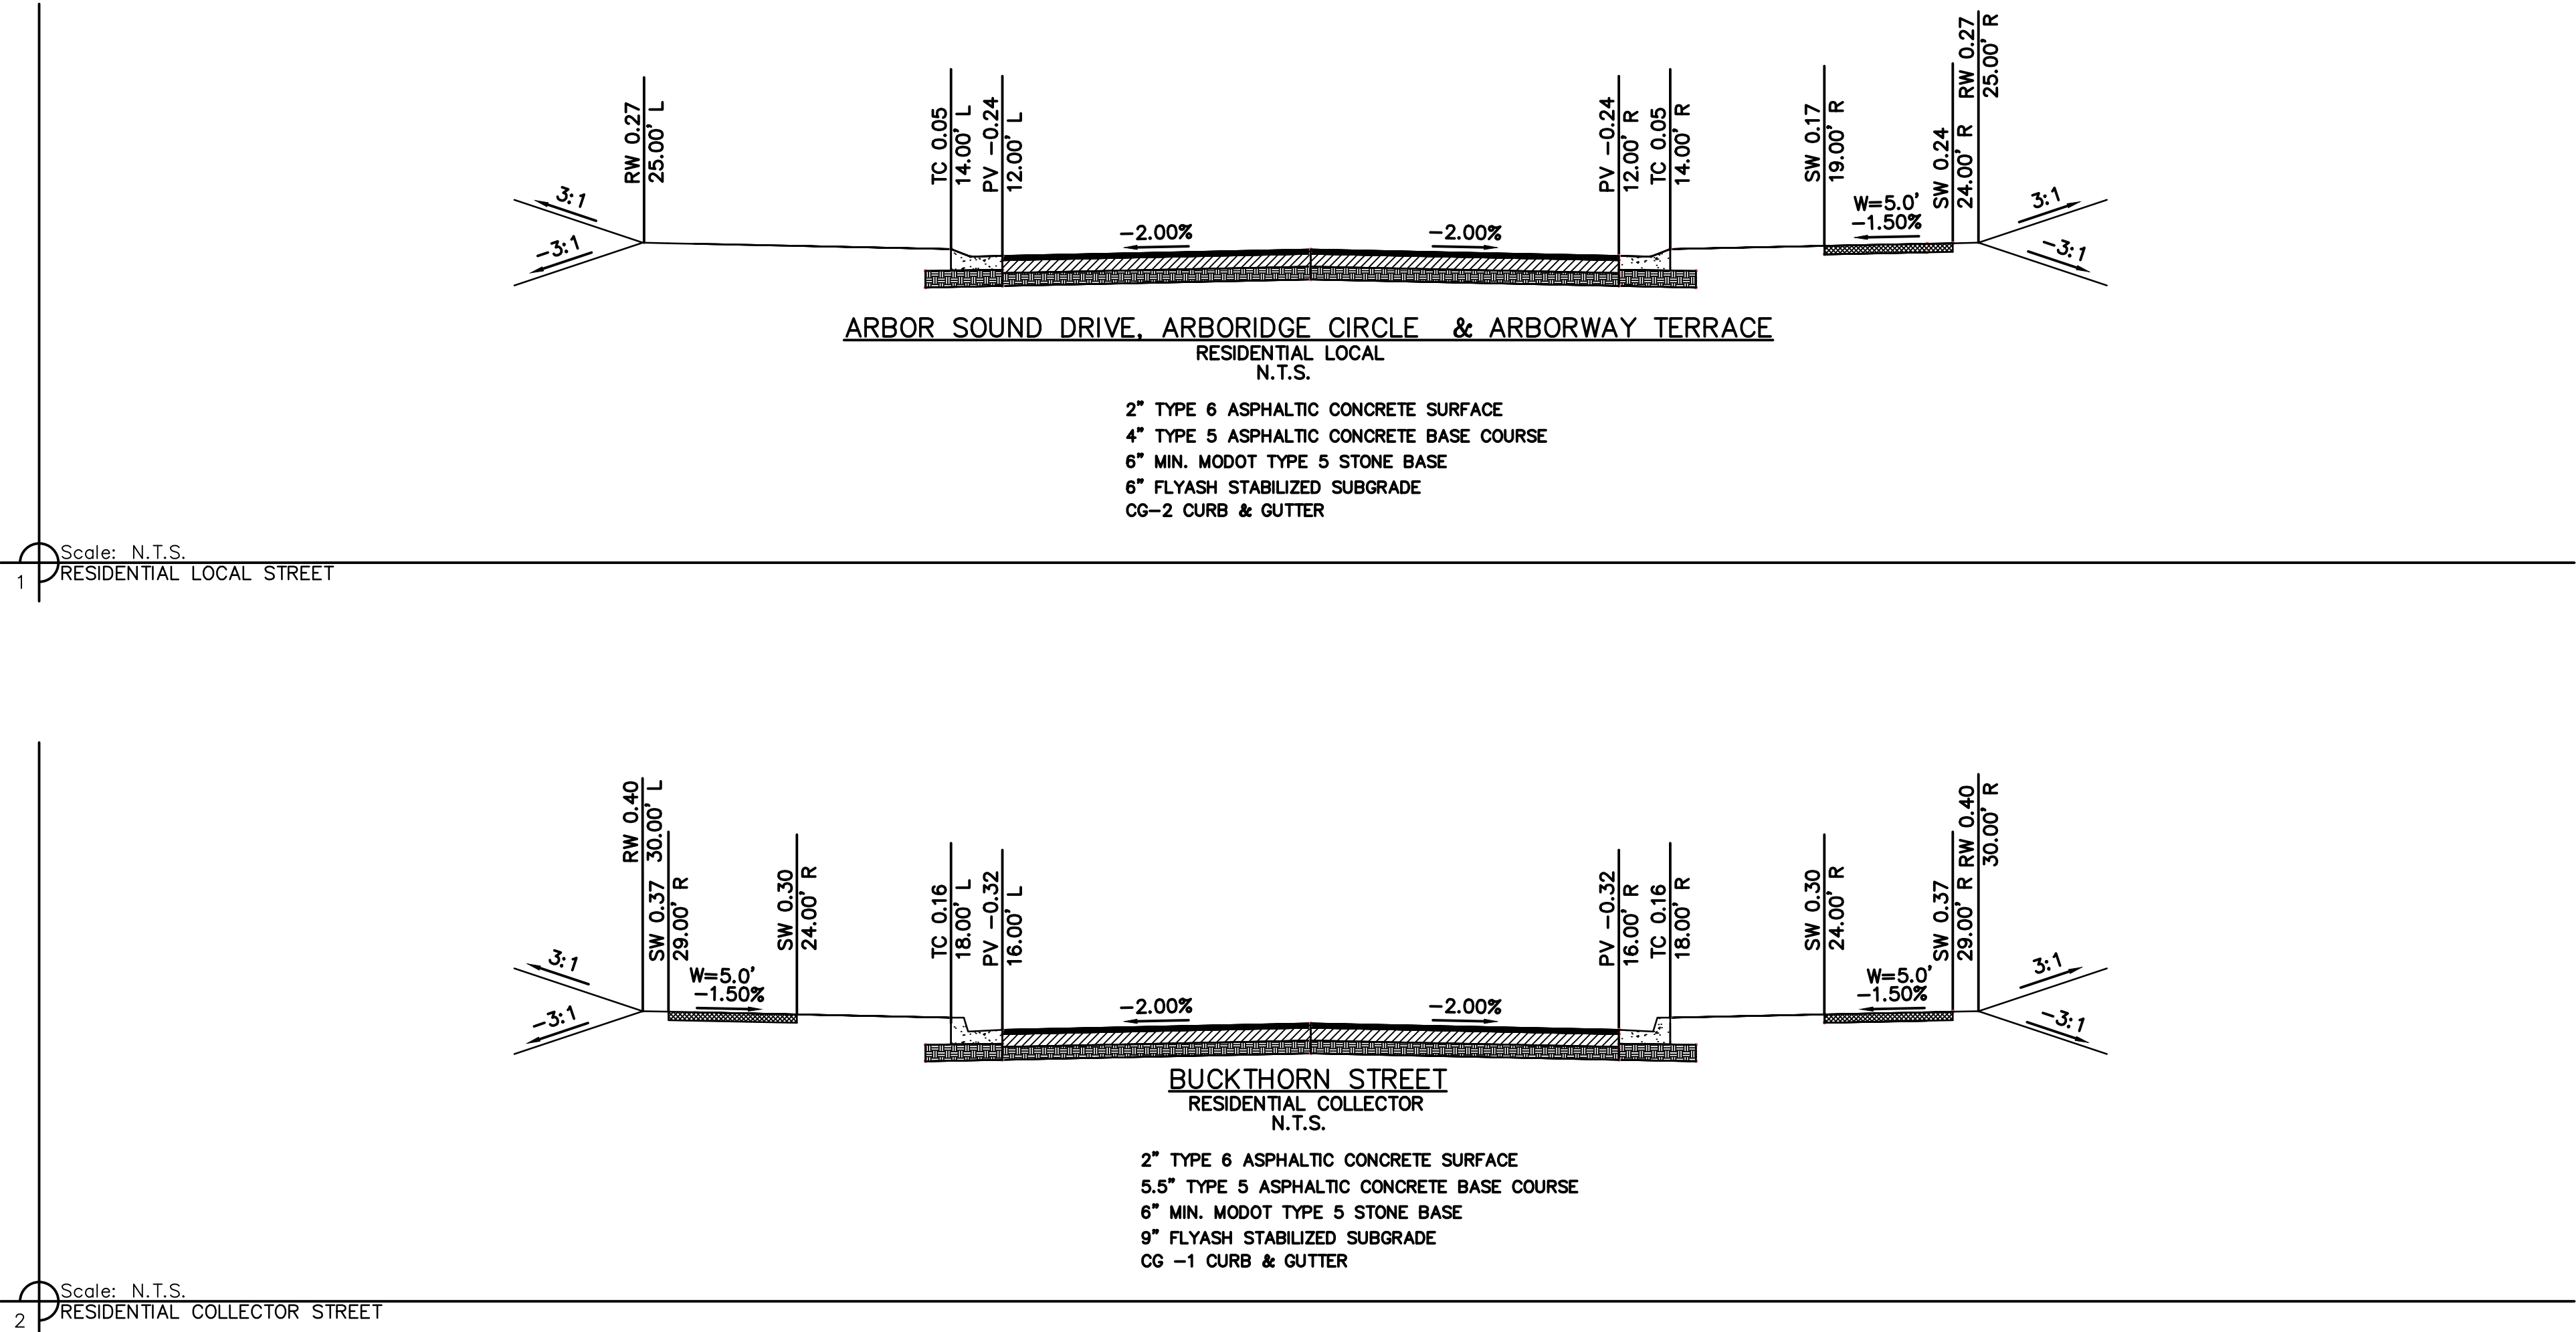 RW 0.27
25.00' L
TC 0.05
14.00' L
PV -0.24
12.00' L
PV -0.24
12.00' R
TC 0.05
14.00' R
SW 0.17
19.00' R
SW 0.24
24.00' R
RW 0.27
25.00' R
3:1
-3:1
-2.00%
-2.00%
W=5.0'
-1.50%
3:1
-3:1
ARBOR SOUND DRIVE, ARBORIDGE CIRCLE & ARBORWAY TERRACE
RESIDENTIAL LOCAL
N.T.S.
2" TYPE 6 ASPHALTIC CONCRETE SURFACE
4" TYPE 5 ASPHALTIC CONCRETE BASE COURSE
6" MIN. MODOT TYPE 5 STONE BASE
6" FLYASH STABILIZED SUBGRADE
CG-2 CURB & GUTTER
Scale: N.T.S.
1 RESIDENTIAL LOCAL STREET
RW 0.40
30.00' L
SW 0.37
29.00' R
SW 0.30
24.00' R
TC 0.16
18.00' L
PV -0.32
16.00' L
PV -0.32
16.00' R
TC 0.16
18.00' R
SW 0.30
24.00' R
SW 0.37
29.00' R
RW 0.40
30.00' R
3:1
-3:1
W=5.0'
-1.50%
-2.00%
-2.00%
W=5.0'
-1.50%
3:1
-3:1
BUCKTHORN STREET
RESIDENTIAL COLLECTOR
N.T.S.
2" TYPE 6 ASPHALTIC CONCRETE SURFACE
5.5" TYPE 5 ASPHALTIC CONCRETE BASE COURSE
6" MIN. MODOT TYPE 5 STONE BASE
9" FLYASH STABILIZED SUBGRADE
CG -1 CURB & GUTTER
Scale: N.T.S.
2 RESIDENTIAL COLLECTOR STREET